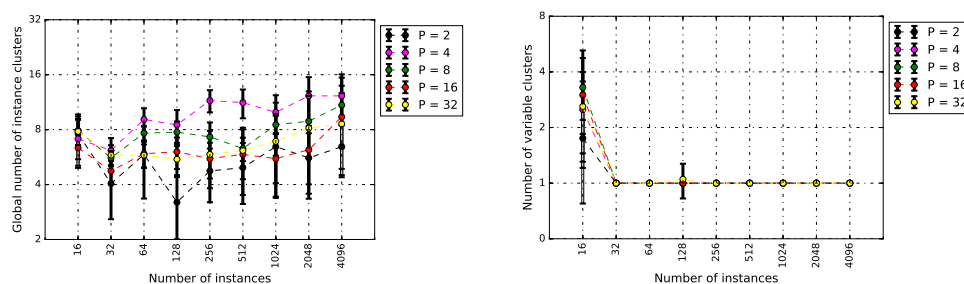 32
16
8
4
2
Global number of instance clusters
16
32
64
128
256
512
1024
2048
4096
Number of instances
P = 2
P = 4
P = 8
P = 16
P = 32
8
4
2
1
0
Number of variable clusters
16
32
64
128
256
512
1024
2048
4096
Number of instances
P = 2
P = 4
P = 8
P = 16
P = 32